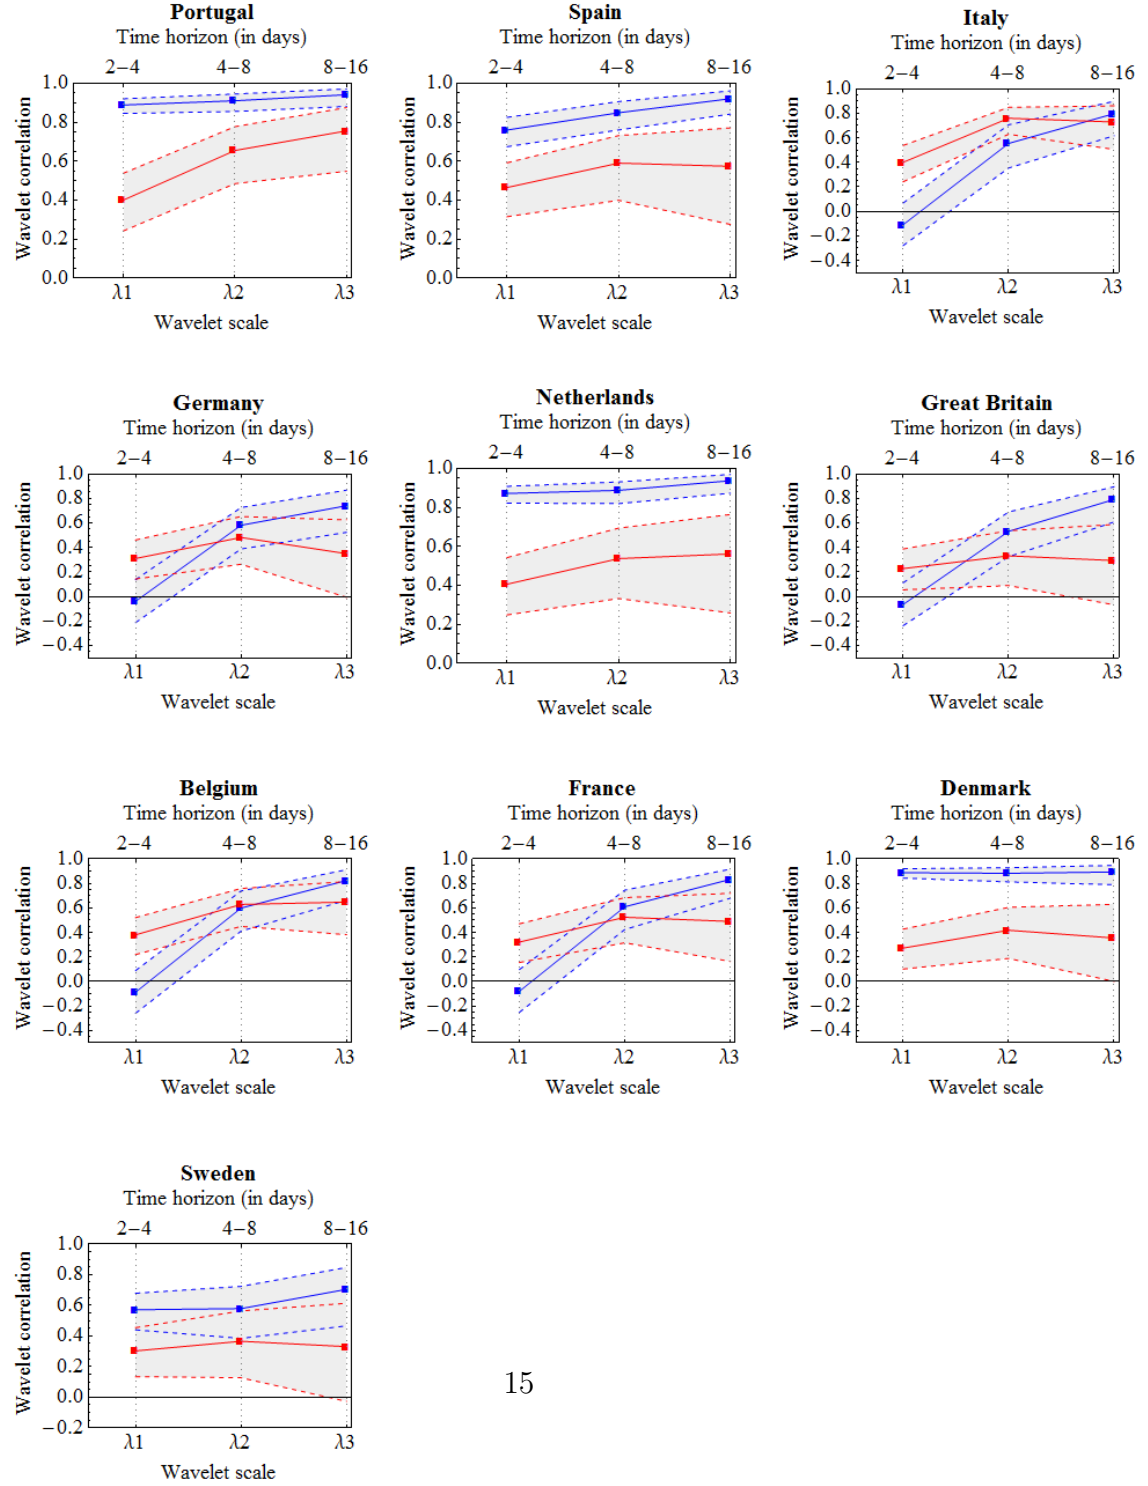 Portugal
Time horizon (in days)
2−4 4−8 8−16
1.0
0.8
0.6
0.4
0.2
0.0
Wavelet correlation
λ1 λ2 λ3
Wavelet scale
Spain
Time horizon (in days)
2−4 4−8 8−16
1.0
0.8
0.6
0.4
0.2
0.0
Wavelet correlation
λ1 λ2 λ3
Wavelet scale
Italy
Time horizon (in days)
2−4 4−8 8−16
1.0
0.8
0.6
0.4
0.2
0.0
−0.2
−0.4
Wavelet correlation
λ1 λ2 λ3
Wavelet scale
Germany
Time horizon (in days)
2−4 4−8 8−16
1.0
0.8
0.6
0.4
0.2
0.0
−0.2
−0.4
Wavelet correlation
λ1 λ2 λ3
Wavelet scale
Netherlands
Time horizon (in days)
2−4 4−8 8−16
1.0
0.8
0.6
0.4
0.2
0.0
Wavelet correlation
λ1 λ2 λ3
Wavelet scale
Great Britain
Time horizon (in days)
2−4 4−8 8−16
1.0
0.8
0.6
0.4
0.2
0.0
−0.2
−0.4
Wavelet correlation
λ1 λ2 λ3
Wavelet scale
Belgium
Time horizon (in days)
2−4 4−8 8−16
1.0
0.8
0.6
0.4
0.2
0.0
−0.2
−0.4
Wavelet correlation
λ1 λ2 λ3
Wavelet scale
France
Time horizon (in days)
2−4 4−8 8−16
1.0
0.8
0.6
0.4
0.2
0.0
−0.2
−0.4
Wavelet correlation
λ1 λ2 λ3
Wavelet scale
Denmark
Time horizon (in days)
2−4 4−8 8−16
1.0
0.8
0.6
0.4
0.2
0.0
−0.2
−0.4
Wavelet correlation
λ1 λ2 λ3
Wavelet scale
Sweden
Time horizon (in days)
2−4 4−8 8−16
1.0
0.8
0.6
0.4
0.2
0.0
−0.2
Wavelet correlation
λ1 λ2 λ3
Wavelet scale
15